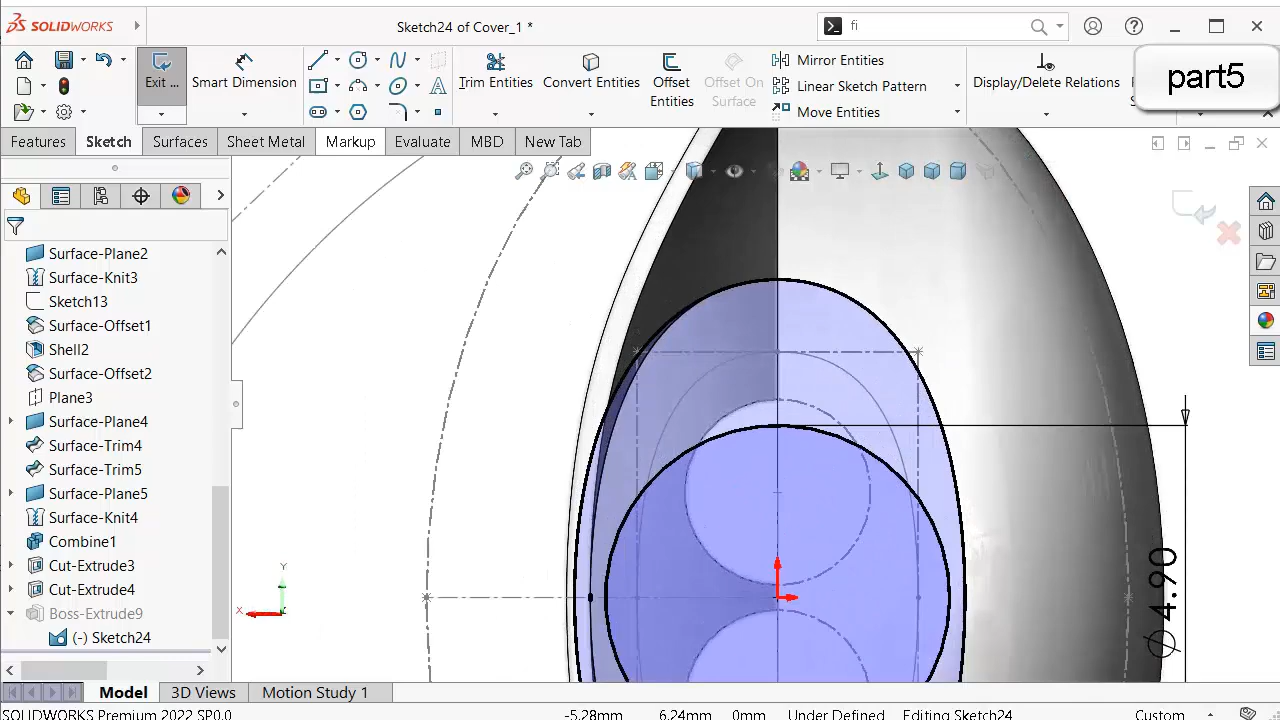 SOLIDWORKS
Sketch24 of Cover_1 *
fi
Exit ...
Smart Dimension
Trim Entities
Convert Entities
Offset Entities
Offset On Surface
Mirror Entities
Linear Sketch Pattern
Move Entities
Display/Delete Relations
part5
Features
Sketch
Surfaces
Sheet Metal
Markup
Evaluate
MBD
New Tab
Surface-Plane2
Surface-Knit3
Sketch13
Surface-Offset1
Shell2
Surface-Offset2
Plane3
Surface-Plane4
Surface-Trim4
Surface-Trim5
Surface-Plane5
Surface-Knit4
Combine1
Cut-Extrude3
Cut-Extrude4
Boss-Extrude9
(-) Sketch24
Y
X
∅ 4.90
Model
3D Views
Motion Study 1
SOLIDWORKS Premium 2022 SP0.0
-5.28mm
6.24mm
0mm
Under Defined
Editing Sketch24
Custom